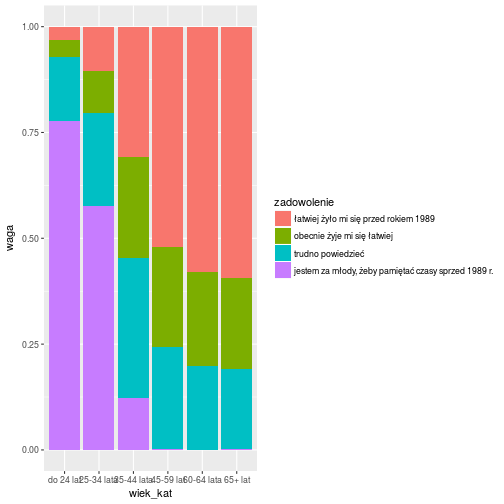 1.00
0.75
0.50
0.25
0.00
waga
do 24 lat 25-34 lata 35-44 lata 45-59 lat 60-64 lata 65+ lat
wiek_kat
zadowolenie
łatwiej żyło mi się przed rokiem 1989
obecnie żyje mi się łatwiej
trudno powiedzieć
jestem za młody, żeby pamiętać czasy sprzed 1989 r.